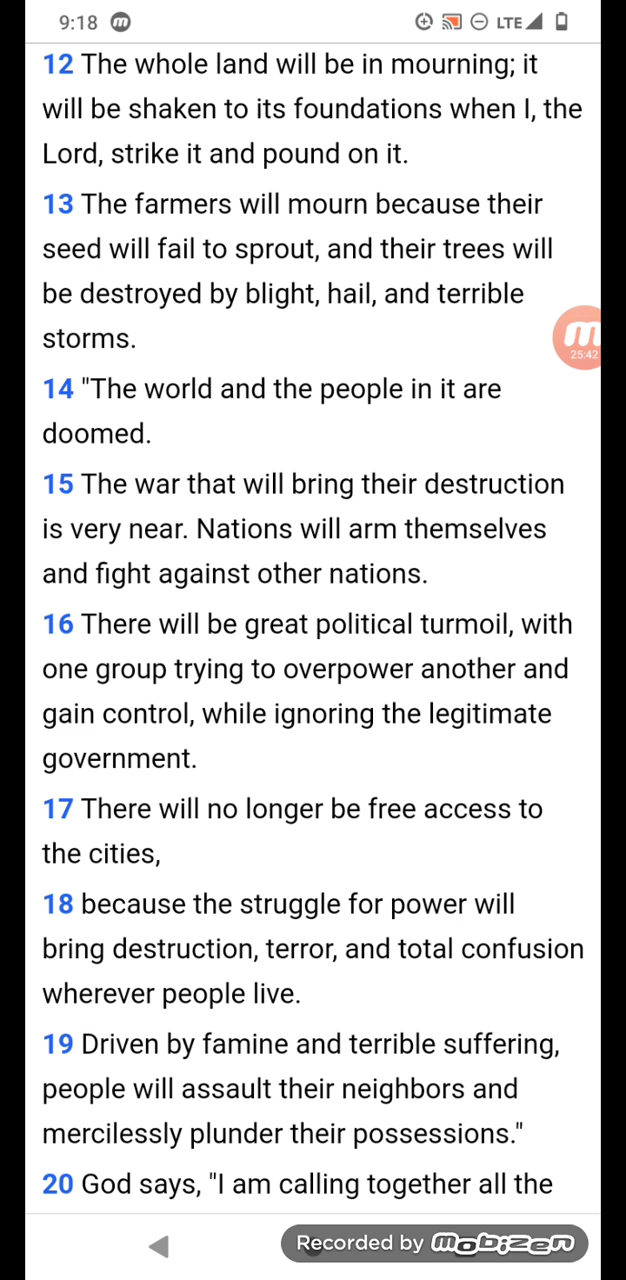 9:18 m LTE
12 The whole land will be in mourning; it
will be shaken to its foundations when I, the
Lord, strike it and pound on it.
13 The farmers will mourn because their
seed will fail to sprout, and their trees will
be destroyed by blight, hail, and terrible
storms.
m
25:42
14 "The world and the people in it are
doomed.
15 The war that will bring their destruction
is very near. Nations will arm themselves
and fight against other nations.
16 There will be great political turmoil, with
one group trying to overpower another and
gain control, while ignoring the legitimate
government.
17 There will no longer be free access to
the cities,
18 because the struggle for power will
bring destruction, terror, and total confusion
wherever people live.
19 Driven by famine and terrible suffering,
people will assault their neighbors and
mercilessly plunder their possessions."
20 God says, "I am calling together all the
Recorded by mobizen